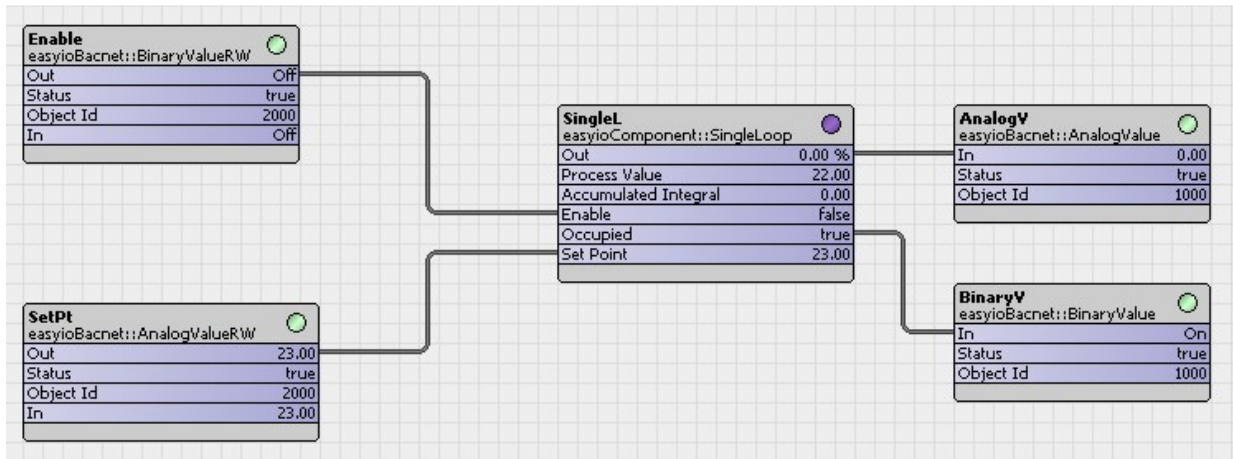 Enable
easyioBacnet::BinaryValueRW
Out Off
Status true
Object Id 2000
In Off
SetPt
easyioBacnet::AnalogValueRW
Out 23.00
Status true
Object Id 2000
In 23.00
SingleL
easyioComponent::SingleLoop
Out 0.00 %
Process Value 22.00
Accumulated Integral 0.00
Enable false
Occupied true
Set Point 23.00
AnalogV
easyioBacnet::AnalogValue
In 0.00
Status true
Object Id 1000
BinaryV
easyioBacnet::BinaryValue
In On
Status true
Object Id 1000